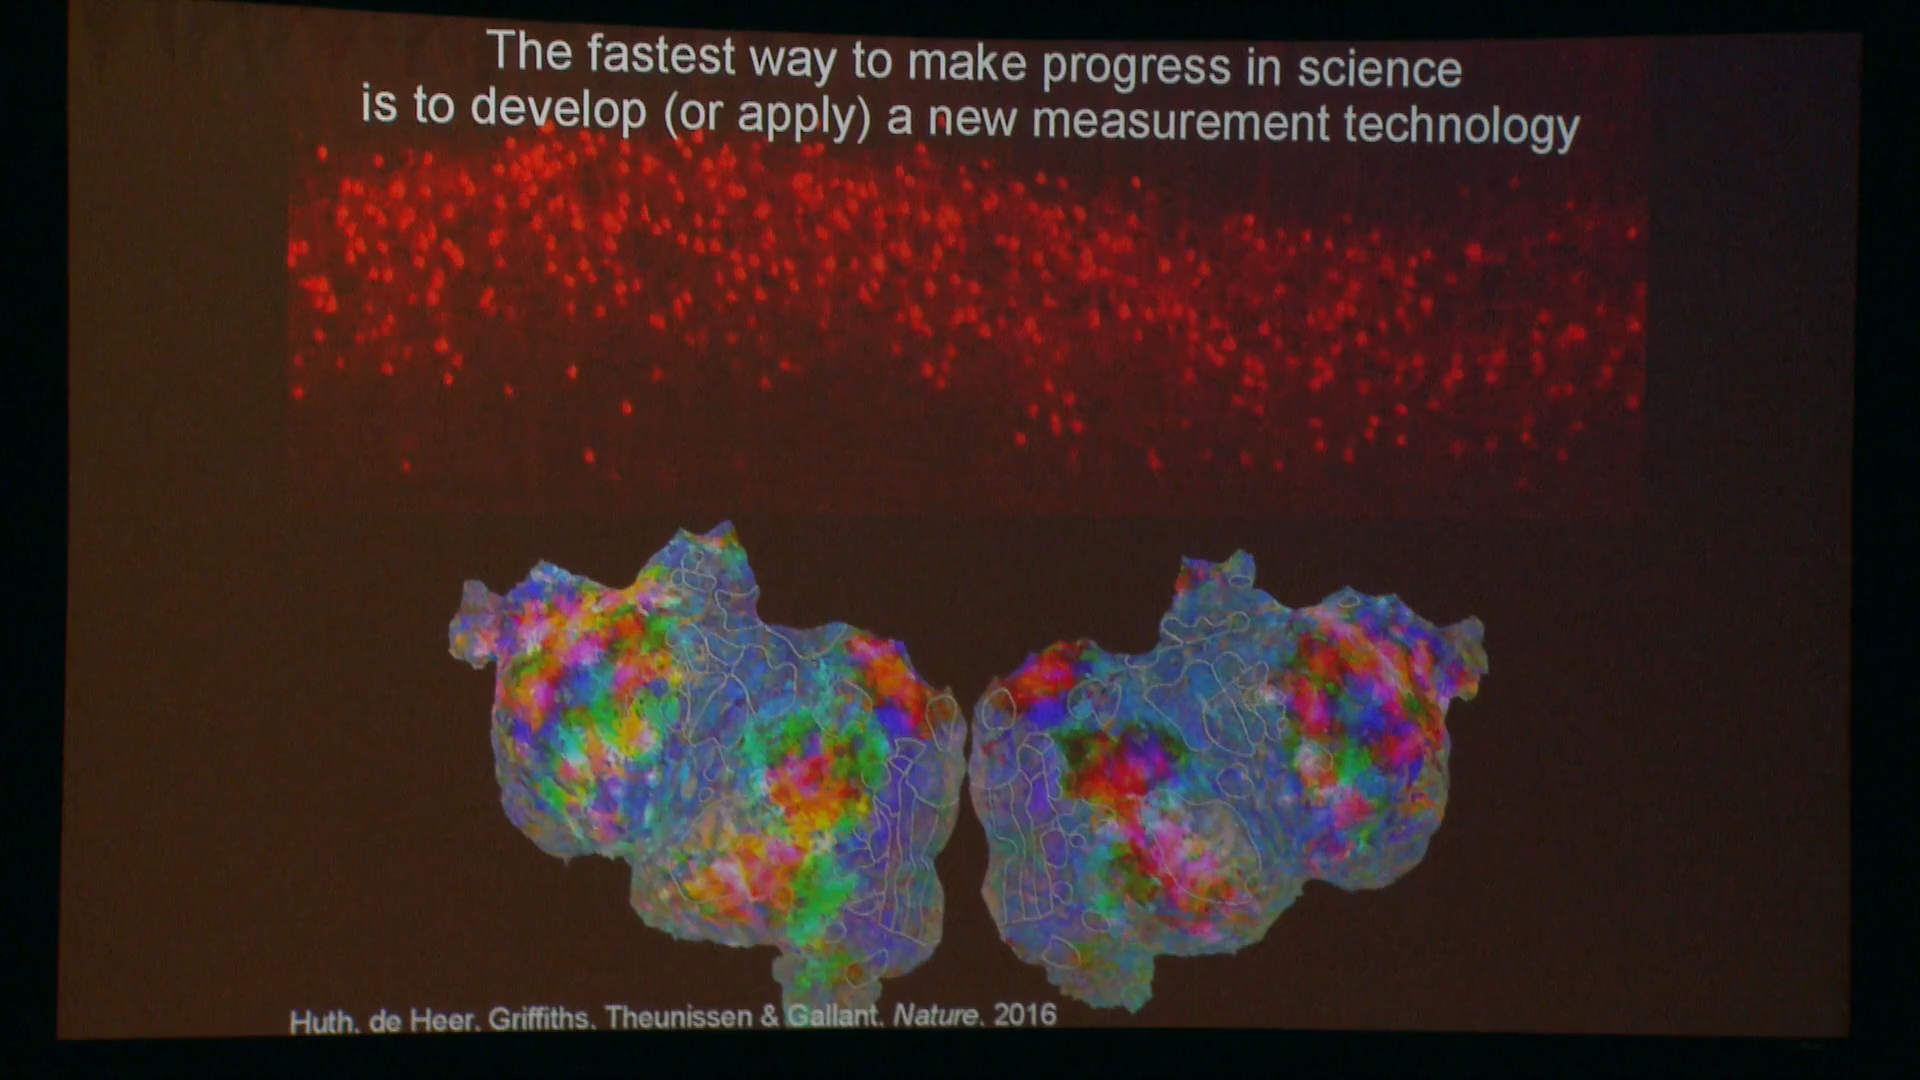 The fastest way to make progress in science
is to develop (or apply) a new measurement technology
Huth, de Heer, Griffiths, Theunissen & Gallant, Nature, 2016